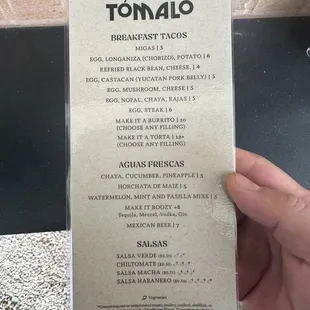 TÓMALO
BREAKFAST TACOS
MIGAS | 5
EGG, LONGANIZA (CHORIZO), POTATO | 6
REFRIED BLACK BEAN, CHEESE, | 4
EGG, CASTACAN (YUCATAN PORK BELLY) | 5
EGG, MUSHROOM, CHEESE | 5
EGG, NOPAL, CHAYA, RAJAS | 5
EGG, STEAK | 6
MAKE IT A BURRITO | 10
(CHOOSE ANY FILLING)
MAKE IT A TORTA | 12+
(CHOOSE ANY FILLING)
AGUAS FRESCAS
CHAYA, CUCUMBER, PINEAPPLE | 5
HORCHATA DE MAIZ | 5
WATERMELON, MINT AND PASILLA MIXE | 5
MAKE IT BOOZY +8
Tequila, Mezcal, Vodka, Gin
MEXICAN BEER | 7
SALSAS
SALSA VERDE
CHILTOMATE
SALSA MACHA
SALSA HABANERO
Vegetarian